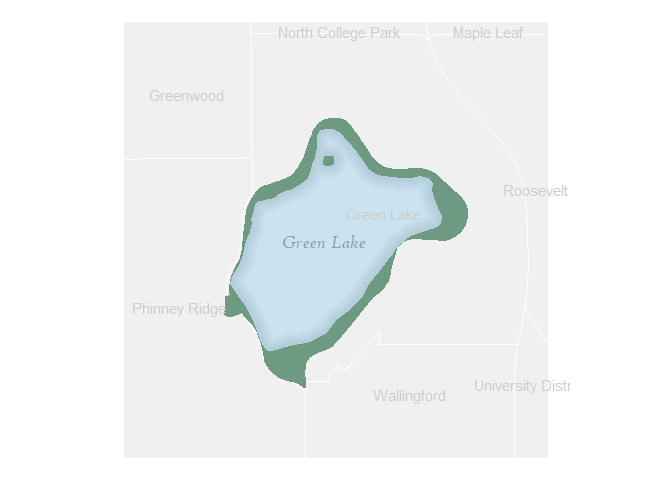 North College Park
Maple Leaf
Greenwood
Roosevelt
Green Lake
Green Lake
Phinney Ridge
University Distr
Wallingford